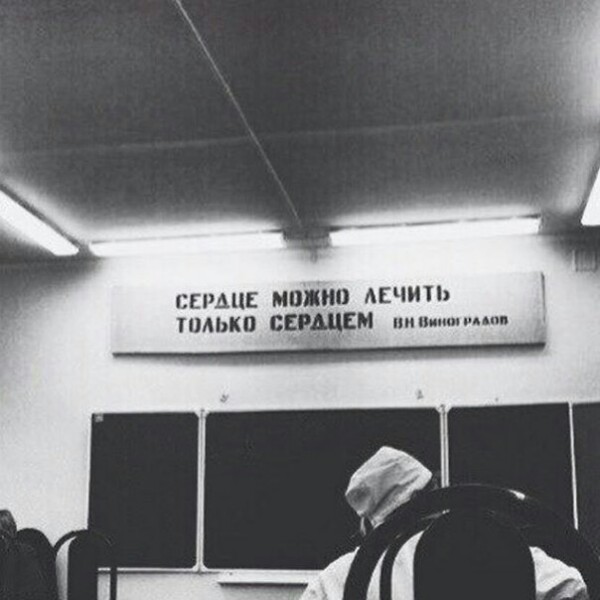 СЕРДЦЕ МОЖНО ЛЕЧИТЬ
ТОЛЬКО СЕРДЦЕМ В.Н.ВИНОГРАДОВ